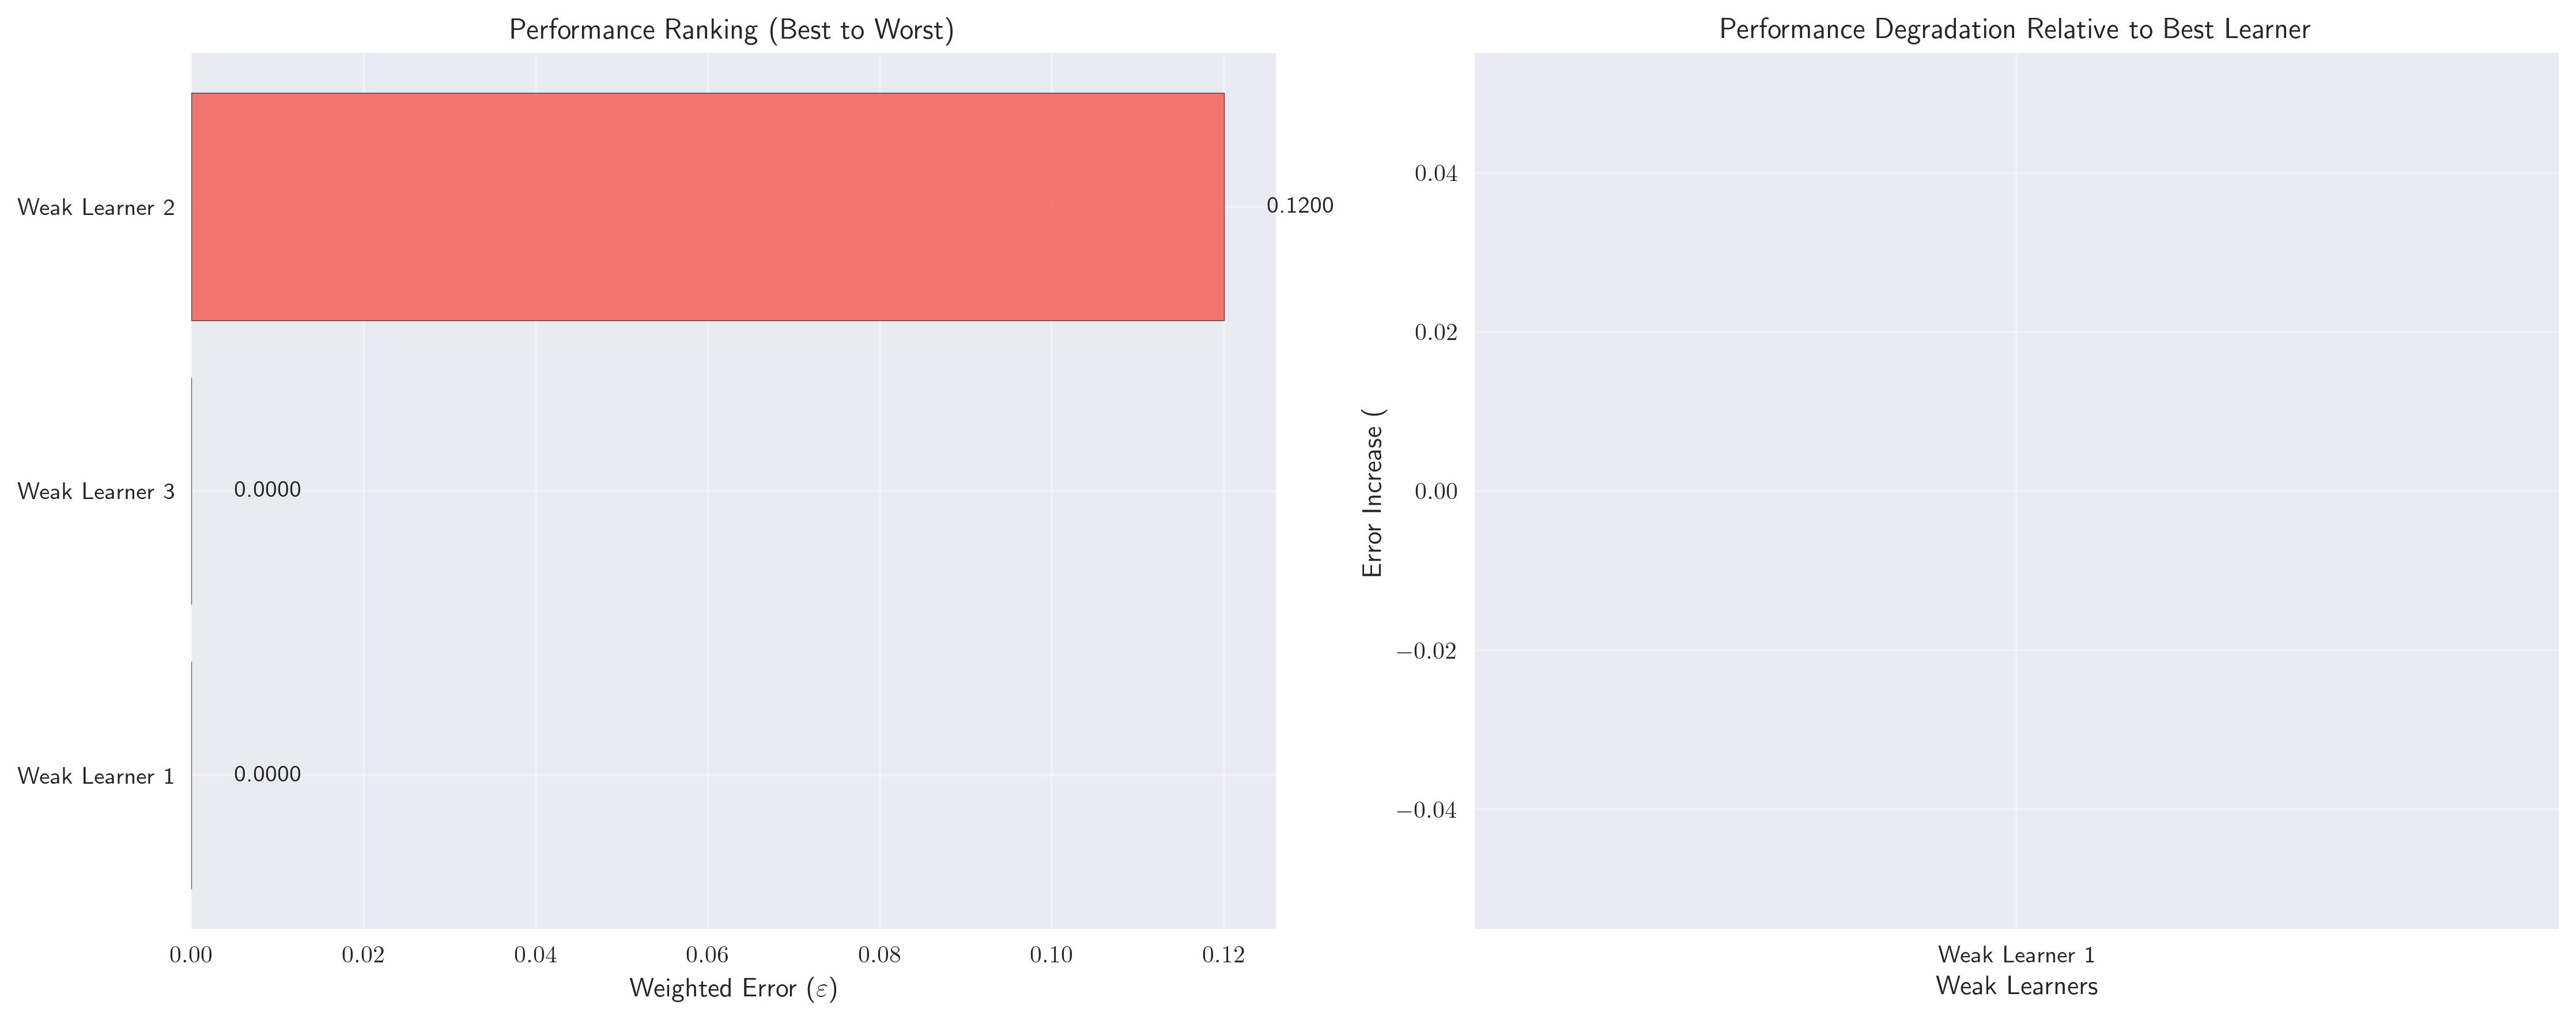 Performance Ranking (Best to Worst)
Weak Learner 2
0.1200
Weak Learner 3
0.0000
Weak Learner 1
0.0000
0.00 0.02 0.04 0.06 0.08 0.10 0.12
Weighted Error (ε)
Performance Degradation Relative to Best Learner
Error Increase (
0.04
0.02
0.00
−0.02
−0.04
Weak Learner 1
Weak Learners